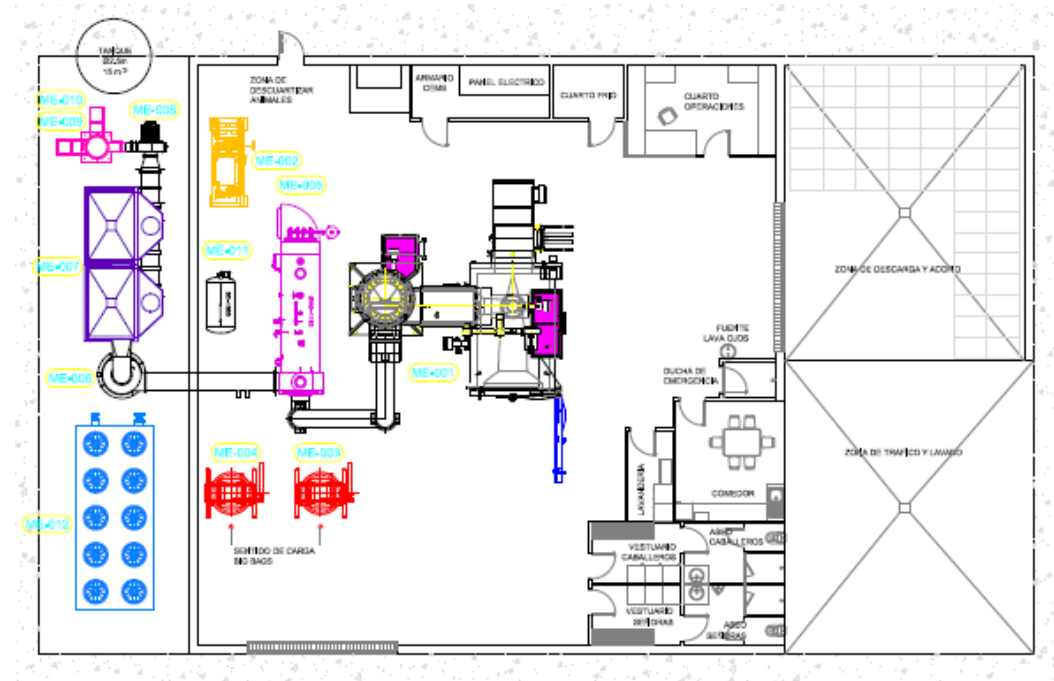 TANQUE
Ø2,5m
15 m³
ZONA DE
DESCUARTIZAR
ANIMALES
ARMARIO
CEMS
PANEL ELECTRICO
CUARTO FRIO
CUARTO
OPERACIONES
ME-010
ME-009
ME-008
ME-002
ME-005
ME-007
ME-011
ZONA DE DESCARGA Y ACOPIO
FUENTE
LAVA OJOS
ME-006
ME-001
DUCHA DE
EMERGENCIA
ME-004
ME-003
ZONA DE TRAFICO Y LAVADO
LAVANDERIA
COMEDOR
ME-012
SENTIDO DE CARGA
BIG BAGS
VESTUARIO
CABALLEROS
ASEO
CABALLEROS
VESTUARIO
SEÑORAS
ASEO
SEÑORAS